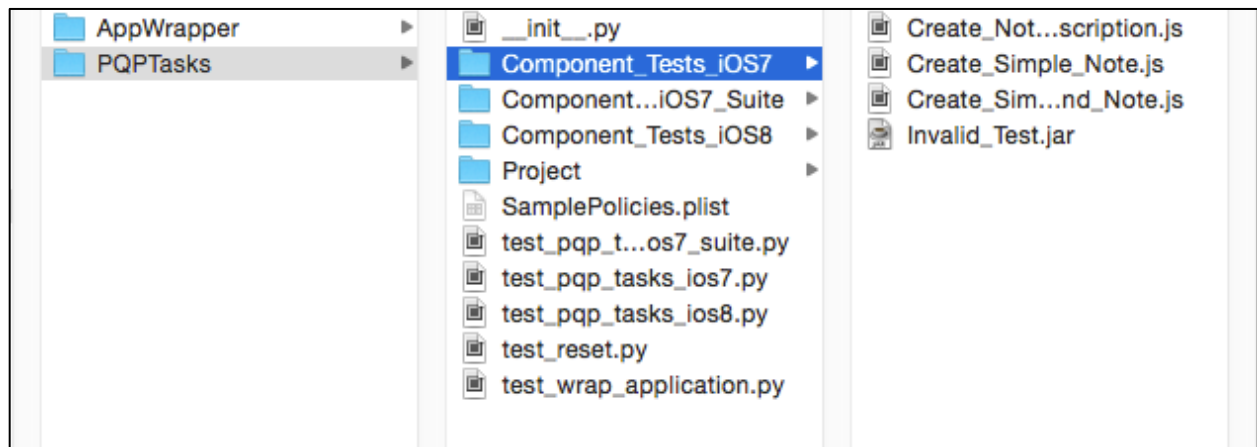 AppWrapper
PQPTasks
__init__.py
Component_Tests_iOS7
Component...iOS7_Suite
Component_Tests_iOS8
Project
SamplePolicies.plist
test_pqp_t...os7_suite.py
test_pqp_tasks_ios7.py
test_pqp_tasks_ios8.py
test_reset.py
test_wrap_application.py
Create_Not...scription.js
Create_Simple_Note.js
Create_Sim...nd_Note.js
Invalid_Test.jar